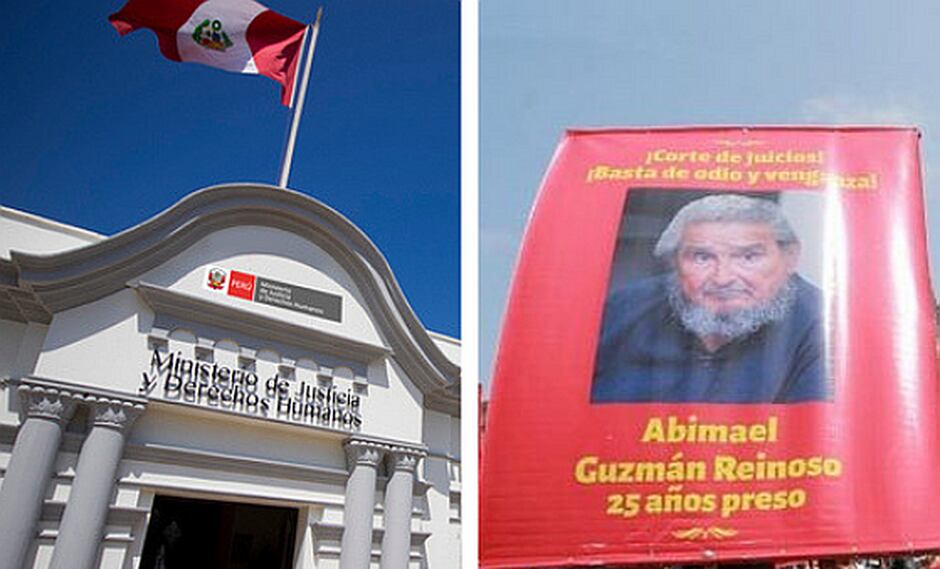 PERÚ
Ministerio
de Justicia
y Derechos Humanos
Ministerio de Justicia
y Derechos Humanos
¡Corte de juicios!
¡Basta de odio y venganza!
Abimael
Guzmán Reinoso
25 años preso